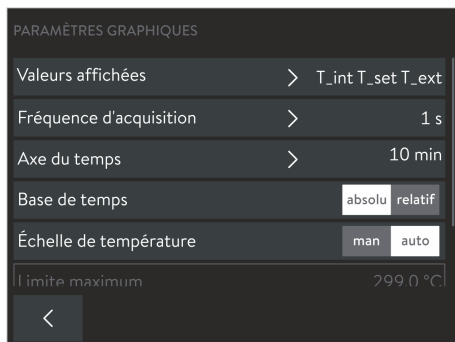 PARAMÈTRES GRAPHIQUES
Valeurs affichées > T_int T_set T_ext
Fréquence d'acquisition > 1 s
Axe du temps > 10 min
Base de temps absolu relatif
Échelle de température man auto
Limite maximum 299.0 °C
<